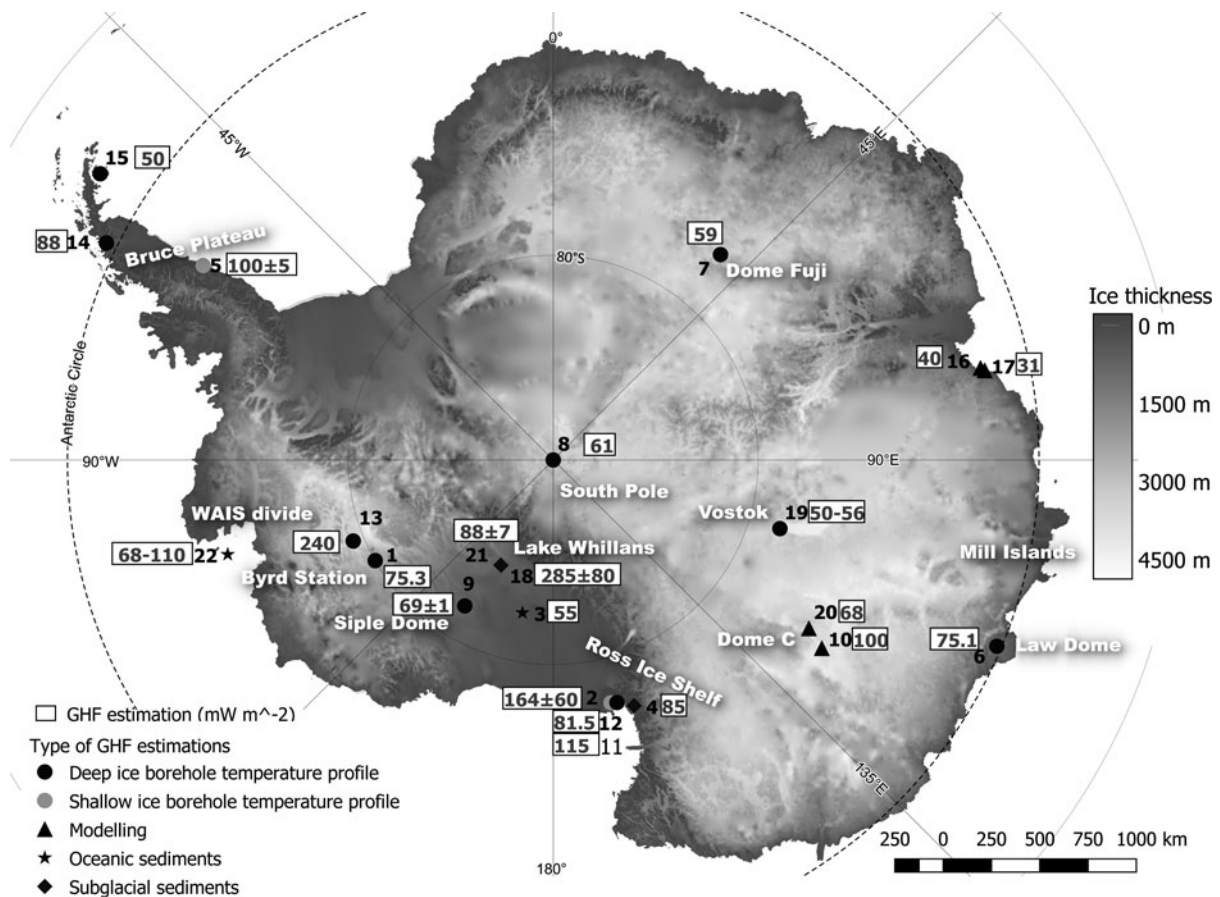 0°
45°W
45°E
15 50
88 14
Bruce Plateau
5 100±5
59
7 Dome Fuji
80°S
Ice thickness
0 m
1500 m
3000 m
4500 m
40 16 17 31
Antarctic Circle
90°W
8 61
South Pole
90°E
WAIS divide
13
240
68-110 22
Byrd Station
1
75.3
88±7
Lake Whillans
21
18 285±80
Vostok
19 50-56
Mill Islands
9
69±1
Siple Dome
3 55
20 68
Dome C
10 100
75.1
6
Law Dome
Ross Ice Shelf
164±60 2
4 85
81.5 12
115 11
135°E
180°
GHF estimation (mW m^-2)
Type of GHF estimations
Deep ice borehole temperature profile
Shallow ice borehole temperature profile
Modelling
Oceanic sediments
Subglacial sediments
250 0 250 500 750 1000 km